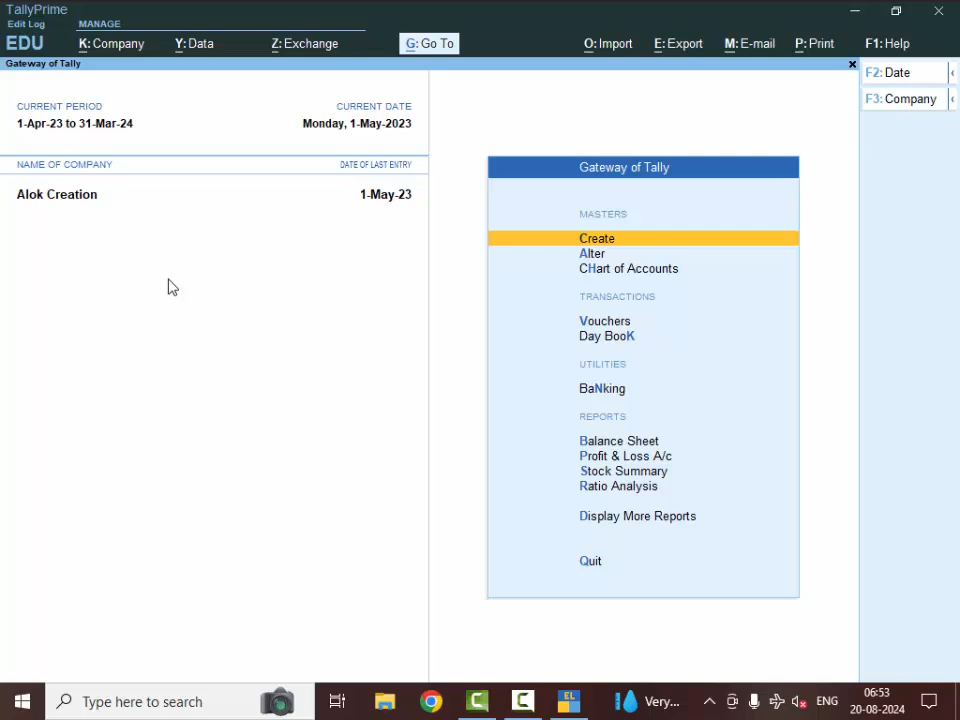 TallyPrime
Edit Log
MANAGE
EDU
K: Company
Y: Data
Z: Exchange
G: Go To
O: Import
E: Export
M: E-mail
P: Print
F1: Help
Gateway of Tally
F2: Date
F3: Company
CURRENT PERIOD
CURRENT DATE
1-Apr-23 to 31-Mar-24
Monday, 1-May-2023
NAME OF COMPANY
DATE OF LAST ENTRY
Alok Creation
1-May-23
Gateway of Tally
MASTERS
Create
Alter
CHart of Accounts
TRANSACTIONS
Vouchers
Day BooK
UTILITIES
BaNking
REPORTS
Balance Sheet
Profit & Loss A/c
Stock Summary
Ratio Analysis
Display More Reports
Quit
Type here to search
EL
Very...
ENG
06:53
20-08-2024